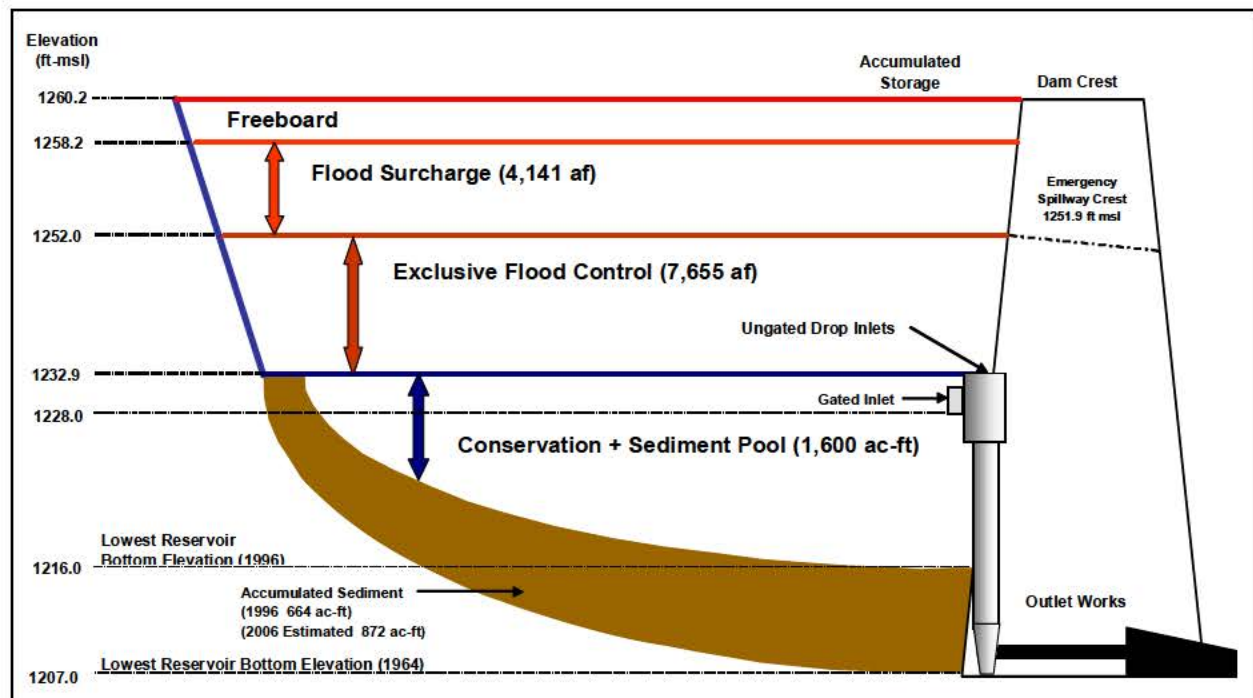 Elevation
(ft-msl)
Accumulated
Storage
Dam Crest
1260.2
Freeboard
1258.2
Flood Surcharge (4,141 af)
Emergency
Spillway Crest
1251.9 ft msl
1252.0
Exclusive Flood Control (7,655 af)
Ungated Drop Inlets
1232.9
Gated Inlet
1228.0
Conservation + Sediment Pool (1,600 ac-ft)
Lowest Reservoir
Bottom Elevation (1996)
1216.0
Accumulated Sediment
(1996 664 ac-ft)
(2006 Estimated 872 ac-ft)
Outlet Works
Lowest Reservoir Bottom Elevation (1964)
1207.0